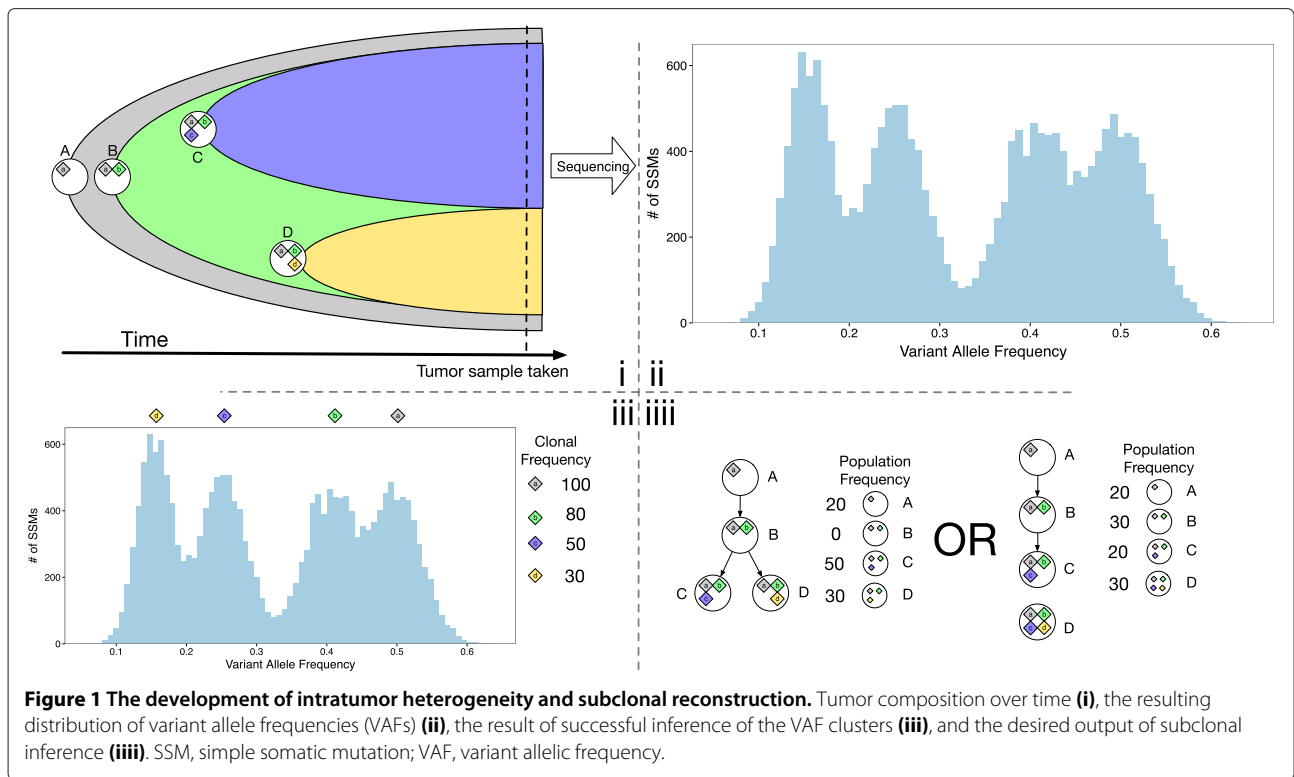 A
a
B
a b
a b
c
C
D
a b
d
Time
Tumor sample taken
Sequencing
# of SSMs
600
400
200
0
0.1 0.2 0.3 0.4 0.5 0.6
Variant Allele Frequency
i ii
iii iiii
d c b a
# of SSMs
600
400
200
0
0.1 0.2 0.3 0.4 0.5 0.6
Variant Allele Frequency
Clonal
Frequency
a 100
b 80
c 50
d 30
a A
a b B
C a b c
a b d D
Population
Frequency
20 A
0 B
50 C
30 D
OR
a A
a b B
a b c C
a b c d D
Population
Frequency
20 A
30 B
20 C
30 D
Figure 1 The development of intratumor heterogeneity and subclonal reconstruction. Tumor composition over time (i), the resulting
distribution of variant allele frequencies (VAFs) (ii), the result of successful inference of the VAF clusters (iii), and the desired output of subclonal
inference (iiii). SSM, simple somatic mutation; VAF, variant allelic frequency.